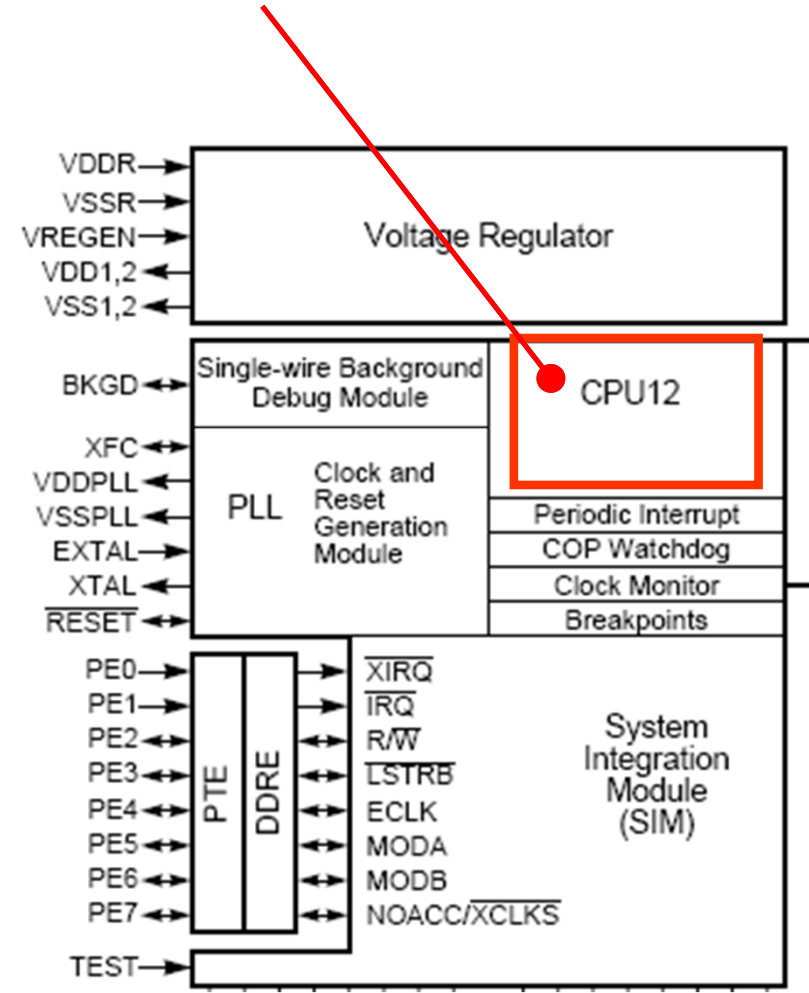 VDDR
VSSR
VREGEN
VDD1,2
VSS1,2
Voltage Regulator
BKGD
XFC
VDDPLL
VSSPLL
EXTAL
XTAL
RESET
Single-wire Background
Debug Module
PLL
Clock and
Reset
Generation
Module
CPU12
Periodic Interrupt
COP Watchdog
Clock Monitor
Breakpoints
PE0
PE1
PE2
PE3
PE4
PE5
PE6
PE7
TEST
PTE
DDRE
XIRQ
IRQ
R/W
LSTRB
ECLK
MODA
MODB
NOACC/XCLKS
System
Integration
Module
(SIM)